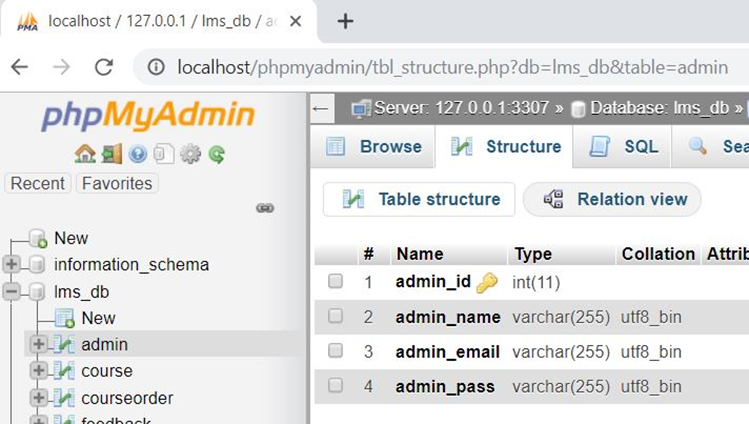 localhost / 127.0.0.1 / lms_db / a
localhost/phpmyadmin/tbl_structure.php?db=lms_db&table=admin
PMA
phpMyAdmin
Recent Favorites
New
information_schema
lms_db
New
admin
course
courseorder
feedback
Server: 127.0.0.1:3307 » Database: lms_db »
Browse Structure SQL Sea
Table structure Relation view
# Name Type Collation Attrib
1 admin_id int(11)
2 admin_name varchar(255) utf8_bin
3 admin_email varchar(255) utf8_bin
4 admin_pass varchar(255) utf8_bin